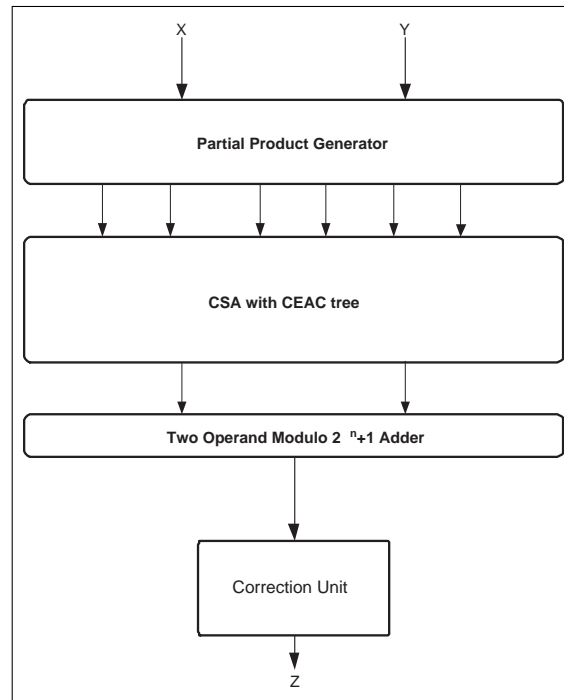 X Y
Partial Product Generator
CSA with CEAC tree
Two Operand Modulo 2 ⁿ+1 Adder
Correction Unit
Z